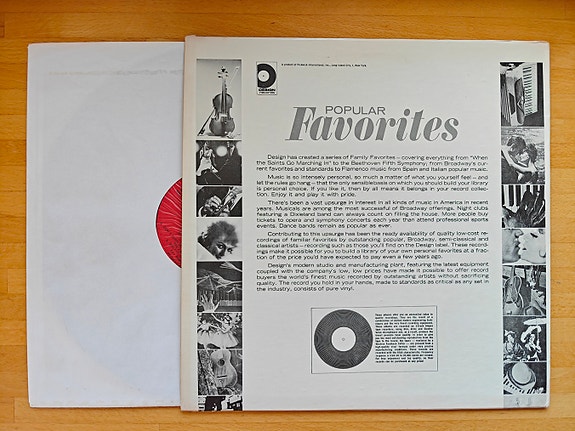 A product of Pickwick International, Inc., Long Island City, 1, New York
DESIGN
RECORDS
POPULAR
Favorites
Design has created a series of Family Favorites — covering everything from "When
the Saints Go Marching In" to the Beethoven Fifth Symphony; from Broadway's cur-
rent favorites and standards to Flamenco music from Spain and Italian popular music.
Music is so intensely personal, so much a matter of what you yourself feel — and
let the rules go hang — that the only sensible basis on which you should build your library
is personal choice. If you like it, then by all means it belongs in your record collec-
tion. Enjoy it and play it with pride.
There's been a vast upsurge in interest in all kinds of music in America in recent
years. Musicals are among the most successful of Broadway offerings. Night clubs
featuring a Dixieland band can always count on filling the house. More people buy
tickets to opera and symphony concerts each year than attend professional sports
events. Dance bands remain as popular as ever.
Contributing to this upsurge has been the ready availability of quality low-cost re-
cordings of familiar favorites by outstanding popular, Broadway, semi-classical and
classical artists — recording such as those you'll find on the Design label. These record-
ings make it possible for you to build a library of your own personal favorites at a frac-
tion of the price you'd have expected to pay even a few years ago.
Design's modern studio and manufacturing plant, featuring the latest equipment
coupled with the company's low, low prices have made it possible to offer record
buyers the world's finest music recorded by outstanding artists without sacrificing
quality. The record you hold in your hands, made to standards as critical as any set in
the industry, consists of pure vinyl.